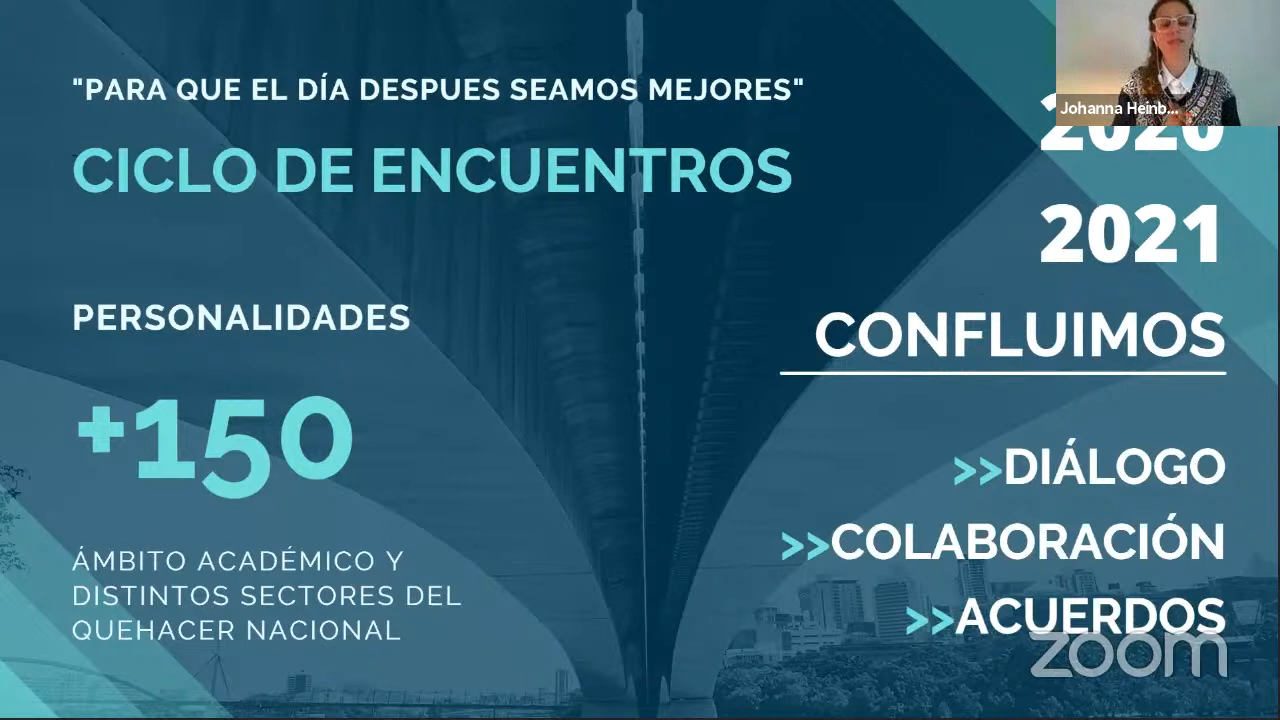 "PARA QUE EL DÍA DESPUES SEAMOS MEJORES"
CICLO DE ENCUENTROS
PERSONALIDADES
+150
ÁMBITO ACADÉMICO Y
DISTINTOS SECTORES DEL
QUEHACER NACIONAL
Johanna Heinb...
2020
2021
CONFLUIMOS
>>DIÁLOGO
>>COLABORACIÓN
>>ACUERDOS
zoom